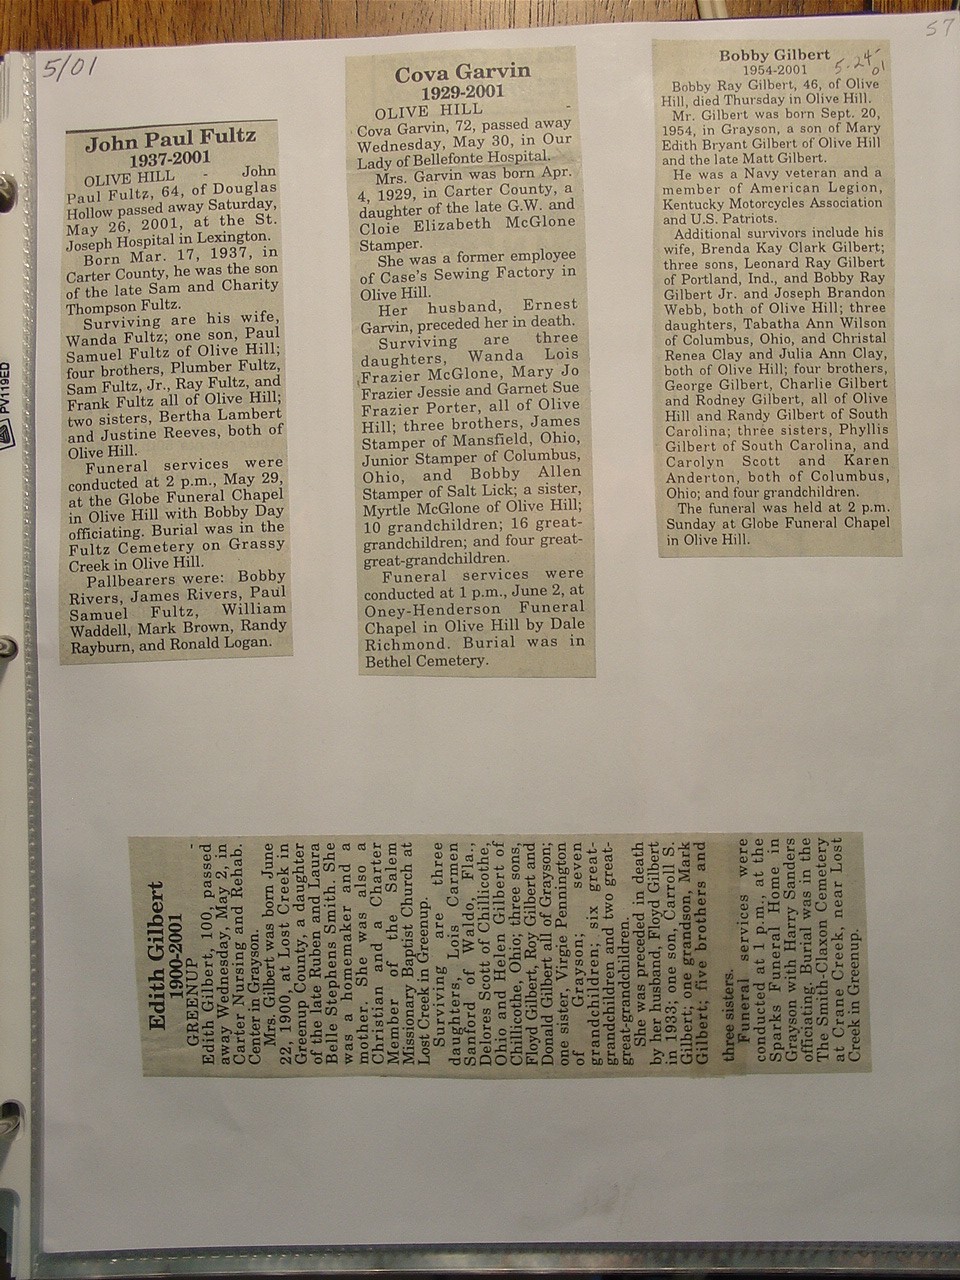 5/01
57
John Paul Fultz
1937-2001
OLIVE HILL - John
Paul Fultz, 64, of Douglas
Hollow passed away Saturday,
May 26, 2001, at the St.
Joseph Hospital in Lexington.
Born Mar. 17, 1937, in
Carter County, he was the son
of the late Sam and Charity
Thompson Fultz.
Surviving are his wife,
Wanda Fultz; one son, Paul
Samuel Fultz of Olive Hill;
four brothers, Plumber Fultz,
Sam Fultz, Jr., Ray Fultz, and
Frank Fultz all of Olive Hill;
two sisters, Bertha Lambert
and Justine Reeves, both of
Olive Hill.
Funeral services were
conducted at 2 p.m., May 29,
at the Globe Funeral Chapel
in Olive Hill with Bobby Day
officiating. Burial was in the
Fultz Cemetery on Grassy
Creek in Olive Hill.
Pallbearers were: Bobby
Rivers, James Rivers, Paul
Samuel Fultz, William
Waddell, Mark Brown, Randy
Rayburn, and Ronald Logan.
Cova Garvin
1929-2001
OLIVE HILL -
Cova Garvin, 72, passed away
Wednesday, May 30, in Our
Lady of Bellefonte Hospital.
Mrs. Garvin was born Apr.
4, 1929, in Carter County, a
daughter of the late G.W. and
Cloie Elizabeth McGlone
Stamper.
She was a former employee
of Case's Sewing Factory in
Olive Hill.
Her husband, Ernest
Garvin, preceded her in death.
Surviving are three
daughters, Wanda Lois
Frazier McGlone, Mary Jo
Frazier Jessie and Garnet Sue
Frazier Porter, all of Olive
Hill; three brothers, James
Stamper of Mansfield, Ohio,
Junior Stamper of Columbus,
Ohio, and Bobby Allen
Stamper of Salt Lick; a sister,
Myrtle McGlone of Olive Hill;
10 grandchildren; 16 great-
grandchildren; and four great-
great-grandchildren.
Funeral services were
conducted at 1 p.m., June 2, at
Oney-Henderson Funeral
Chapel in Olive Hill by Dale
Richmond. Burial was in
Bethel Cemetery.
Bobby Gilbert
1954-2001 5-24-01
Bobby Ray Gilbert, 46, of Olive
Hill, died Thursday in Olive Hill.
Mr. Gilbert was born Sept. 20,
1954, in Grayson, a son of Mary
Edith Bryant Gilbert of Olive Hill
and the late Matt Gilbert.
He was a Navy veteran and a
member of American Legion,
Kentucky Motorcycles Association
and U.S. Patriots.
Additional survivors include his
wife, Brenda Kay Clark Gilbert;
three sons, Leonard Ray Gilbert
of Portland, Ind., and Bobby Ray
Gilbert Jr. and Joseph Brandon
Webb, both of Olive Hill; three
daughters, Tabatha Ann Wilson
of Columbus, Ohio, and Christal
Renea Clay and Julia Ann Clay,
both of Olive Hill; four brothers,
George Gilbert, Charlie Gilbert
and Rodney Gilbert, all of Olive
Hill and Randy Gilbert of South
Carolina; three sisters, Phyllis
Gilbert of South Carolina, and
Carolyn Scott and Karen
Anderton, both of Columbus,
Ohio; and four grandchildren.
The funeral was held at 2 p.m.
Sunday at Globe Funeral Chapel
in Olive Hill.
Edith Gilbert
1900-2001
GREENUP -
Edith Gilbert, 100, passed
away Wednesday, May 2, in
Carter Nursing and Rehab.
Center in Grayson.
Mrs. Gilbert was born June
22, 1900, at Lost Creek in
Greenup County, a daughter
of the late Ruben and Laura
Belle Stephens Smith. She
was a homemaker and a
mother. She was also a
Christian and a Charter
Member of the Salem
Missionary Baptist Church at
Lost Creek in Greenup.
Surviving are three
daughters, Lois Carmen
Sanford of Waldo, Fla.,
Delores Scott of Chillicothe,
Ohio and Helen Gilbert of
Chillicothe, Ohio; three sons,
Floyd Gilbert, Roy Gilbert and
Donald Gilbert all of Grayson;
one sister, Virgie Pennington
of Grayson; seven
grandchildren; six great-
grandchildren and two great-
great-grandchildren.
She was preceded in death
by her husband, Floyd Gilbert
in 1933; one son, Carroll S.
Gilbert; one grandson, Mark
Gilbert; five brothers and
three sisters.
Funeral services were
conducted at 1 p.m., at the
Sparks Funeral Home in
Grayson with Harry Sanders
officiating. Burial was in the
The Smith-Claxon Cemetery
at Crane Creek, near Lost
Creek in Greenup.
PV119ED